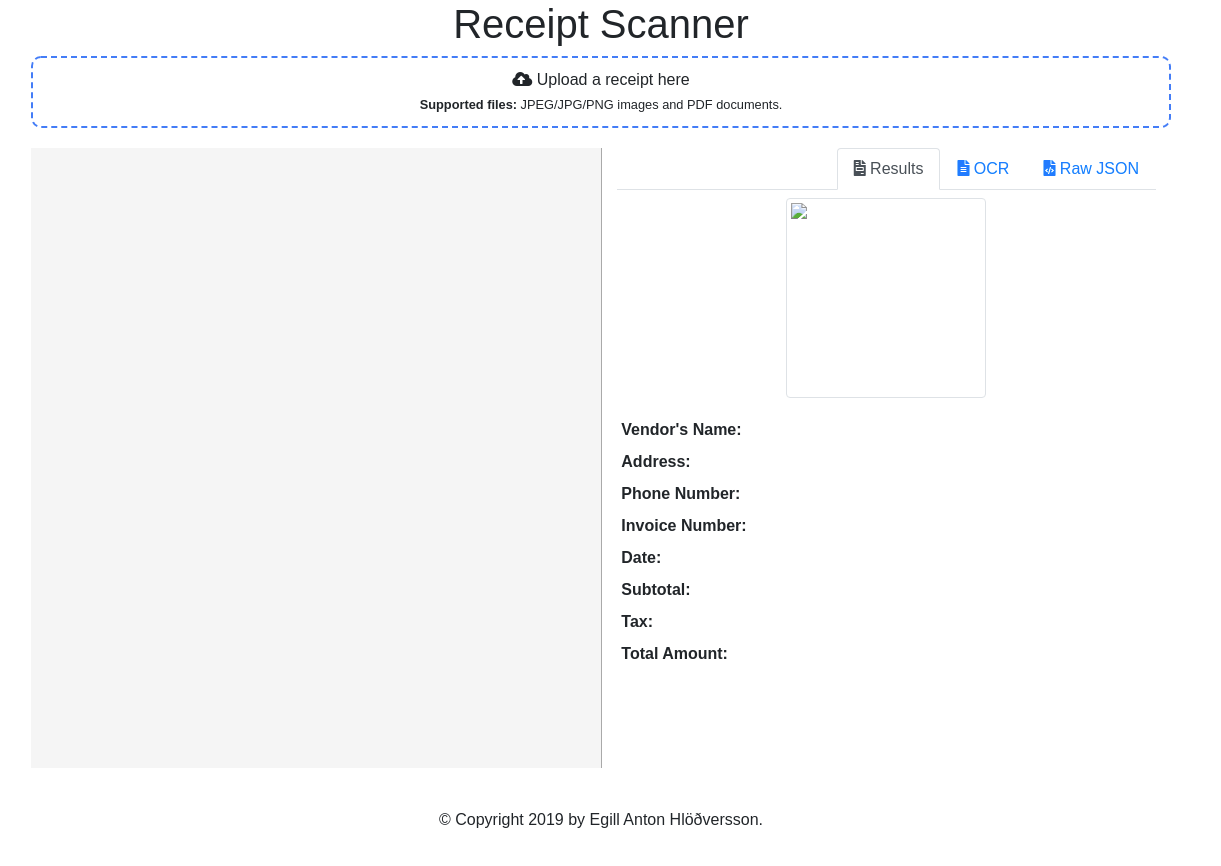 Receipt Scanner
Upload a receipt here
Supported files: JPEG/JPG/PNG images and PDF documents.
Results
OCR
Raw JSON
Vendor's Name:
Address:
Phone Number:
Invoice Number:
Date:
Subtotal:
Tax:
Total Amount:
© Copyright 2019 by Egill Anton Hlöðversson.